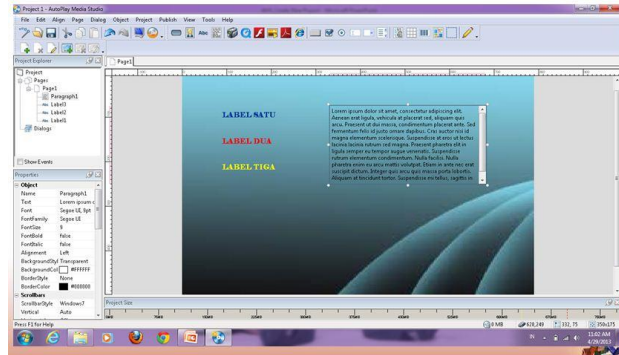 Project 1 - AutoPlay Media Studio
File Edit Align Page Dialog Object Project Publish View Tools Help
Project Explorer
Page1
Project
Pages
Page1
Paragraph1
Label3
Label2
Label1
Dialogs
Show Events
LABEL SATU
LABEL DUA
LABEL TIGA
Lorem ipsum dolor sit amet, consectetur adipiscing elit.
Aenean erat ligula, vehicula at placerat sed, aliquam quis
arcu. Praesent ut dui massa, condimentum placerat ante. Sed
fermentum felis id justo ornare dapibus. Cras auctor nisi id
magna elementum scelerisque. Suspendisse at eros ut lectus
lacinia lacinia rutrum sed magna. Praesent pharetra elit in
ligula semper eu tempor augue venenatis. Suspendisse
rutrum elementum condimentum. Nulla facilisi. Nulla
pharetra enim eu arcu mattis volutpat. Etiam in ante nec erat
suscipit dictum. Integer quis arcu quis massa porta lobortis.
Aliquam at tincidunt tortor. Suspendisse mi tellus, sagittis in
Properties
Object
Name Paragraph1
Text Lorem ipsum
Font Segoe UI, 9pt
FontFamily Segoe UI
FontSize 9
FontBold False
FontItalic False
Alignment Left
BackgroundStyl Transparent
BackgroundCol #FFFFFF
BorderStyle None
BorderColor #000000
Scrollbars
ScrollbarStyle Windows7
Vertical Auto
Project Size
Press F1 for Help
0 MB
628,249
332, 75
350x175
IN
11:02 AM
4/29/2013